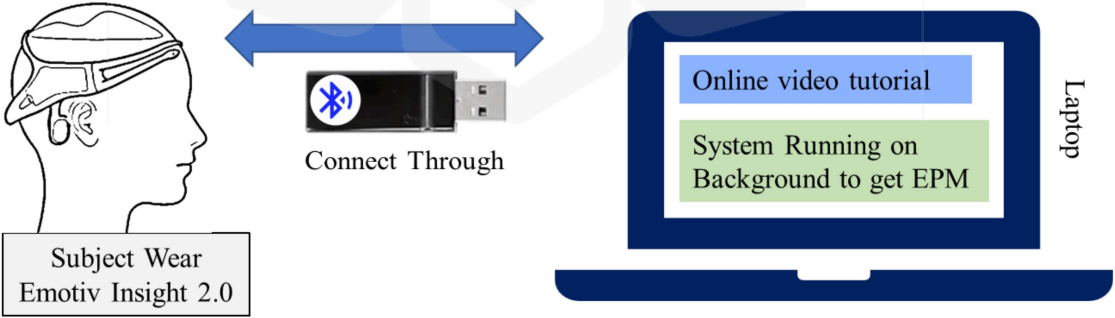 Online video tutorial
System Running on
Background to get EPM
Laptop
Connect Through
Subject Wear
Emotiv Insight 2.0